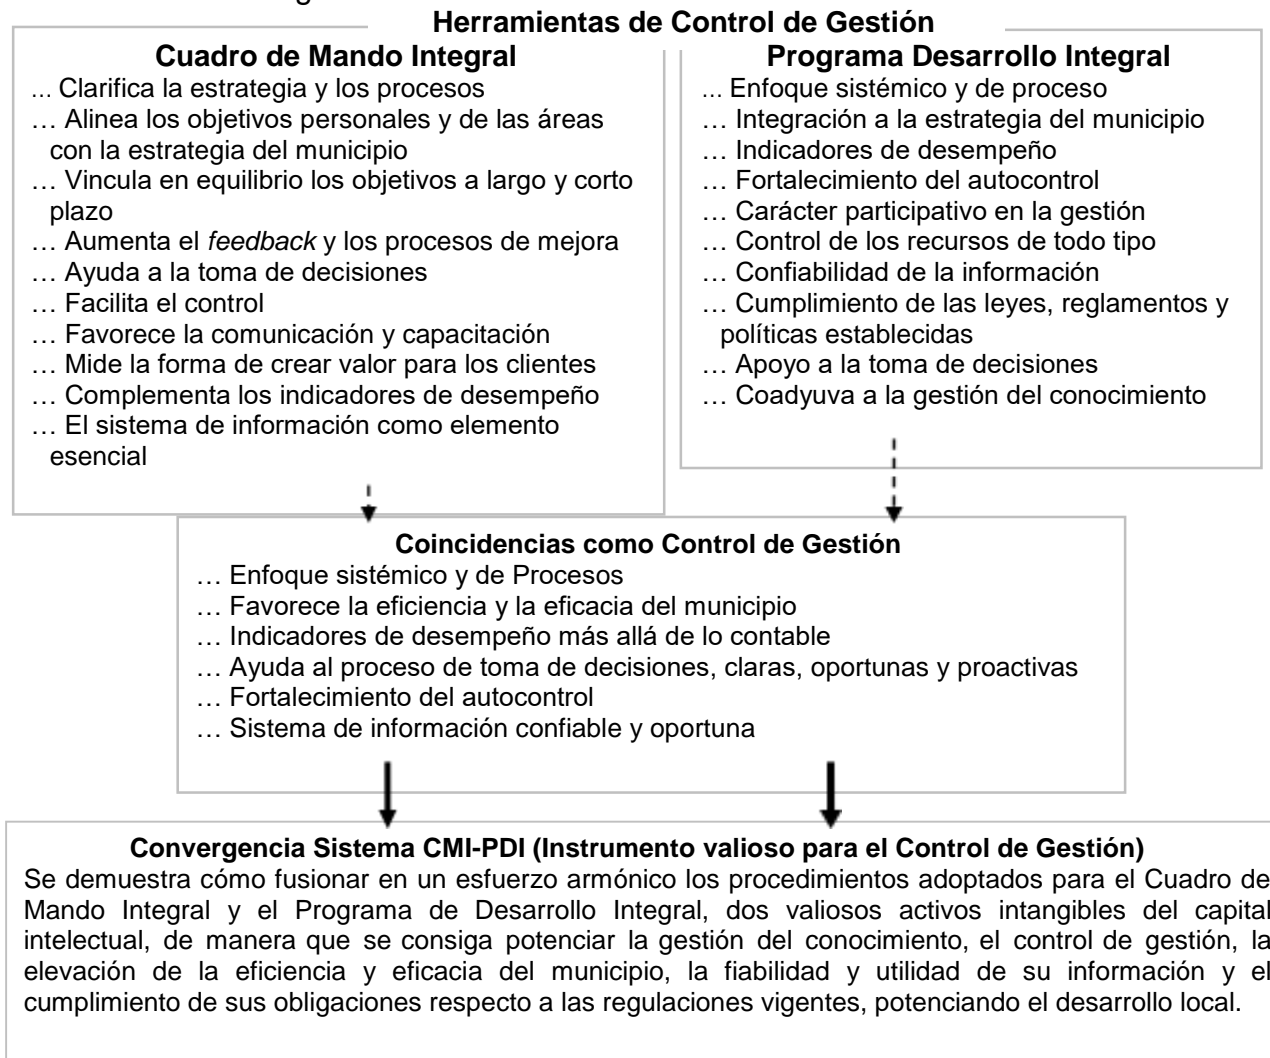 Herramientas de Control de Gestión
Cuadro de Mando Integral
... Clarifica la estrategia y los procesos
… Alinea los objetivos personales y de las áreas
con la estrategia del municipio
… Vincula en equilibrio los objetivos a largo y corto
plazo
… Aumenta el feedback y los procesos de mejora
… Ayuda a la toma de decisiones
… Facilita el control
… Favorece la comunicación y capacitación
… Mide la forma de crear valor para los clientes
… Complementa los indicadores de desempeño
… El sistema de información como elemento
esencial
Programa Desarrollo Integral
... Enfoque sistémico y de proceso
… Integración a la estrategia del municipio
… Indicadores de desempeño
… Fortalecimiento del autocontrol
… Carácter participativo en la gestión
… Control de los recursos de todo tipo
… Confiabilidad de la información
… Cumplimiento de las leyes, reglamentos y
políticas establecidas
… Apoyo a la toma de decisiones
… Coadyuva a la gestión del conocimiento
Coincidencias como Control de Gestión
… Enfoque sistémico y de Procesos
… Favorece la eficiencia y la eficacia del municipio
… Indicadores de desempeño más allá de lo contable
… Ayuda al proceso de toma de decisiones, claras, oportunas y proactivas
… Fortalecimiento del autocontrol
… Sistema de información confiable y oportuna
Convergencia Sistema CMI-PDI (Instrumento valioso para el Control de Gestión)
Se demuestra cómo fusionar en un esfuerzo armónico los procedimientos adoptados para el Cuadro de
Mando Integral y el Programa de Desarrollo Integral, dos valiosos activos intangibles del capital
intelectual, de manera que se consiga potenciar la gestión del conocimiento, el control de gestión, la
elevación de la eficiencia y eficacia del municipio, la fiabilidad y utilidad de su información y el
cumplimiento de sus obligaciones respecto a las regulaciones vigentes, potenciando el desarrollo local.